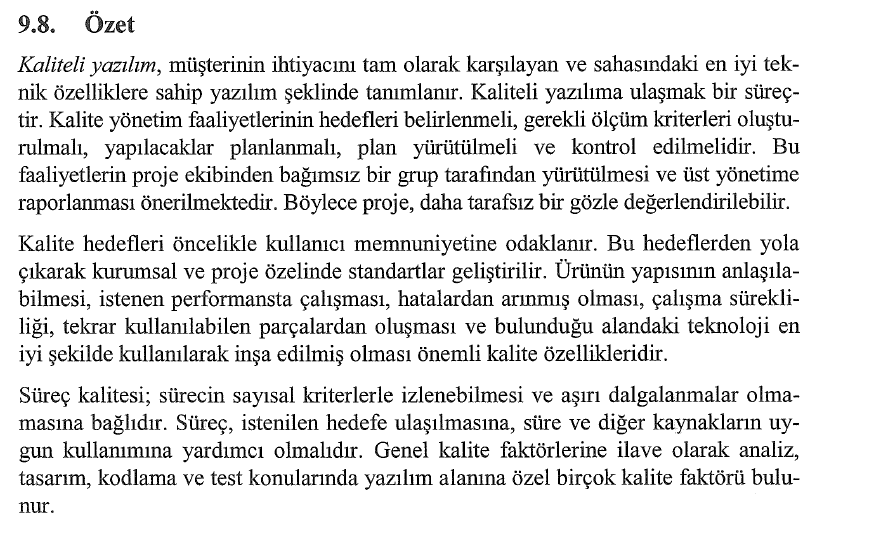 9.8. Özet
Kaliteli yazılım, müşterinin ihtiyacını tam olarak karşılayan ve sahasındaki en iyi tek-
nik özelliklere sahip yazılım şeklinde tanımlanır. Kaliteli yazılıma ulaşmak bir süreç-
tir. Kalite yönetim faaliyetlerinin hedefleri belirlenmeli, gerekli ölçüm kriterleri oluştu-
rulmalı, yapılacaklar planlanmalı, plan yürütülmeli ve kontrol edilmelidir. Bu
faaliyetlerin proje ekibinden bağımsız bir grup tarafından yürütülmesi ve üst yönetime
raporlanması önerilmektedir. Böylece proje, daha tarafsız bir gözle değerlendirilebilir.
Kalite hedefleri öncelikle kullanıcı memnuniyetine odaklanır. Bu hedeflerden yola
çıkarak kurumsal ve proje özelinde standartlar geliştirilir. Ürünün yapısının anlaşıla-
bilmesi, istenen performansta çalışması, hatalardan arınmış olması, çalışma sürekli-
liği, tekrar kullanılabilen parçalardan oluşması ve bulunduğu alandaki teknoloji en
iyi şekilde kullanılarak inşa edilmiş olması önemli kalite özellikleridir.
Süreç kalitesi; sürecin sayısal kriterlerle izlenebilmesi ve aşırı dalgalanmalar olma-
masına bağlıdır. Süreç, istenilen hedefe ulaşılmasına, süre ve diğer kaynakların uy-
gun kullanımına yardımcı olmalıdır. Genel kalite faktörlerine ilave olarak analiz,
tasarım, kodlama ve test konularında yazılım alanına özel birçok kalite faktörü bulu-
nur.